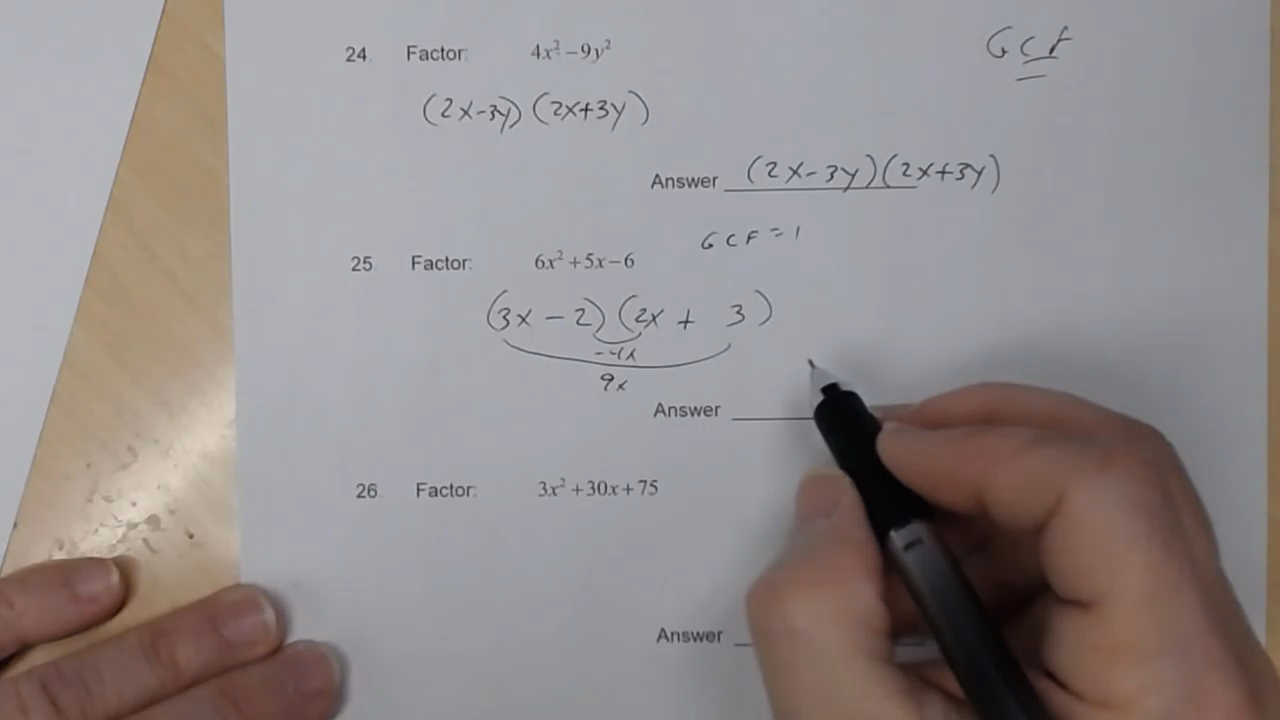 24. Factor: 4x² – 9y² GCF
(2x-3y)(2x+3y)
Answer (2x-3y)(2x+3y)
GCF = 1
25 Factor: 6x² + 5x – 6
(3x - 2)(2x + 3)
-4x
9x
Answer
26 Factor: 3x² + 30x + 75
Answer